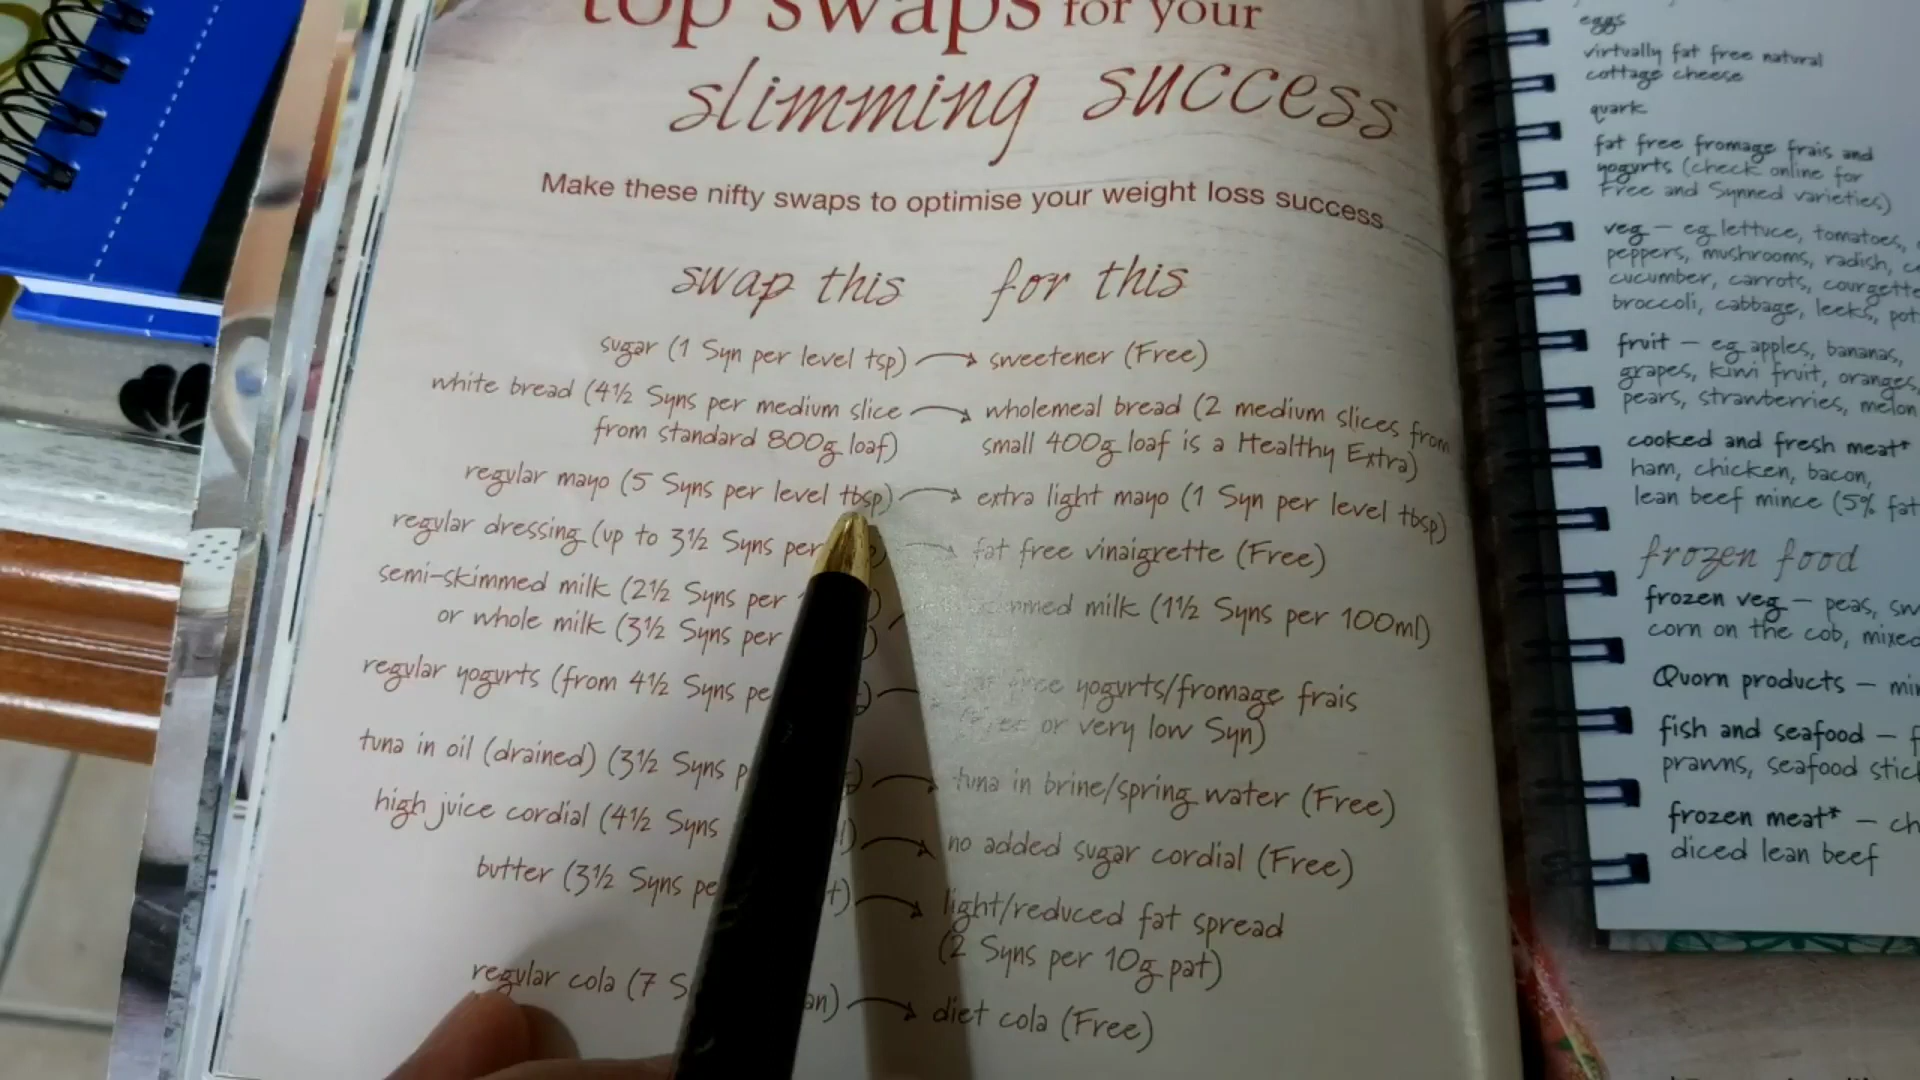 top swaps for your
slimming success
Make these nifty swaps to optimise your weight loss success
swap this for this
sugar (1 Syn per level tsp) sweetener (Free)
white bread (4½ Syns per medium slice
from standard 800g loaf)
wholemeal bread (2 medium slices from
small 400g loaf is a Healthy Extra)
regular mayo (5 Syns per level tbsp) extra light mayo (1 Syn per level tbsp)
regular dressing (up to 3½ Syns per fat free vinaigrette (Free)
semi-skimmed milk (2½ Syns per
or whole milk (3½ Syns per
milk (1½ Syns per 100ml)
regular yogurts (from 4½ Syns
yogurts/fromage frais
or very low Syn)
tuna in oil (drained) (3½ Syns tuna in brine/spring water (Free)
high juice cordial (4½ Syns no added sugar cordial (Free)
butter (3½ Syns
light/reduced fat spread
(2 Syns per 10g pat)
regular cola (7 diet cola (Free)
eggs
virtually fat free natural
cottage cheese
quark
fat free fromage frais and
yogurts (check online for
Free and Synned varieties)
veg – eg lettuce, tomatoes,
peppers, mushrooms, radish,
cucumber, carrots,
broccoli, cabbage, leeks,
fruit – eg apples, bananas,
grapes, kiwi fruit, oranges,
pears, strawberries, melon
cooked and fresh meat*
ham, chicken, bacon,
lean beef mince (5% fat
frozen food
frozen veg – peas,
corn on the cob, mixed
Quorn products –
fish and seafood –
prawns, seafood
frozen meat* –
diced lean beef